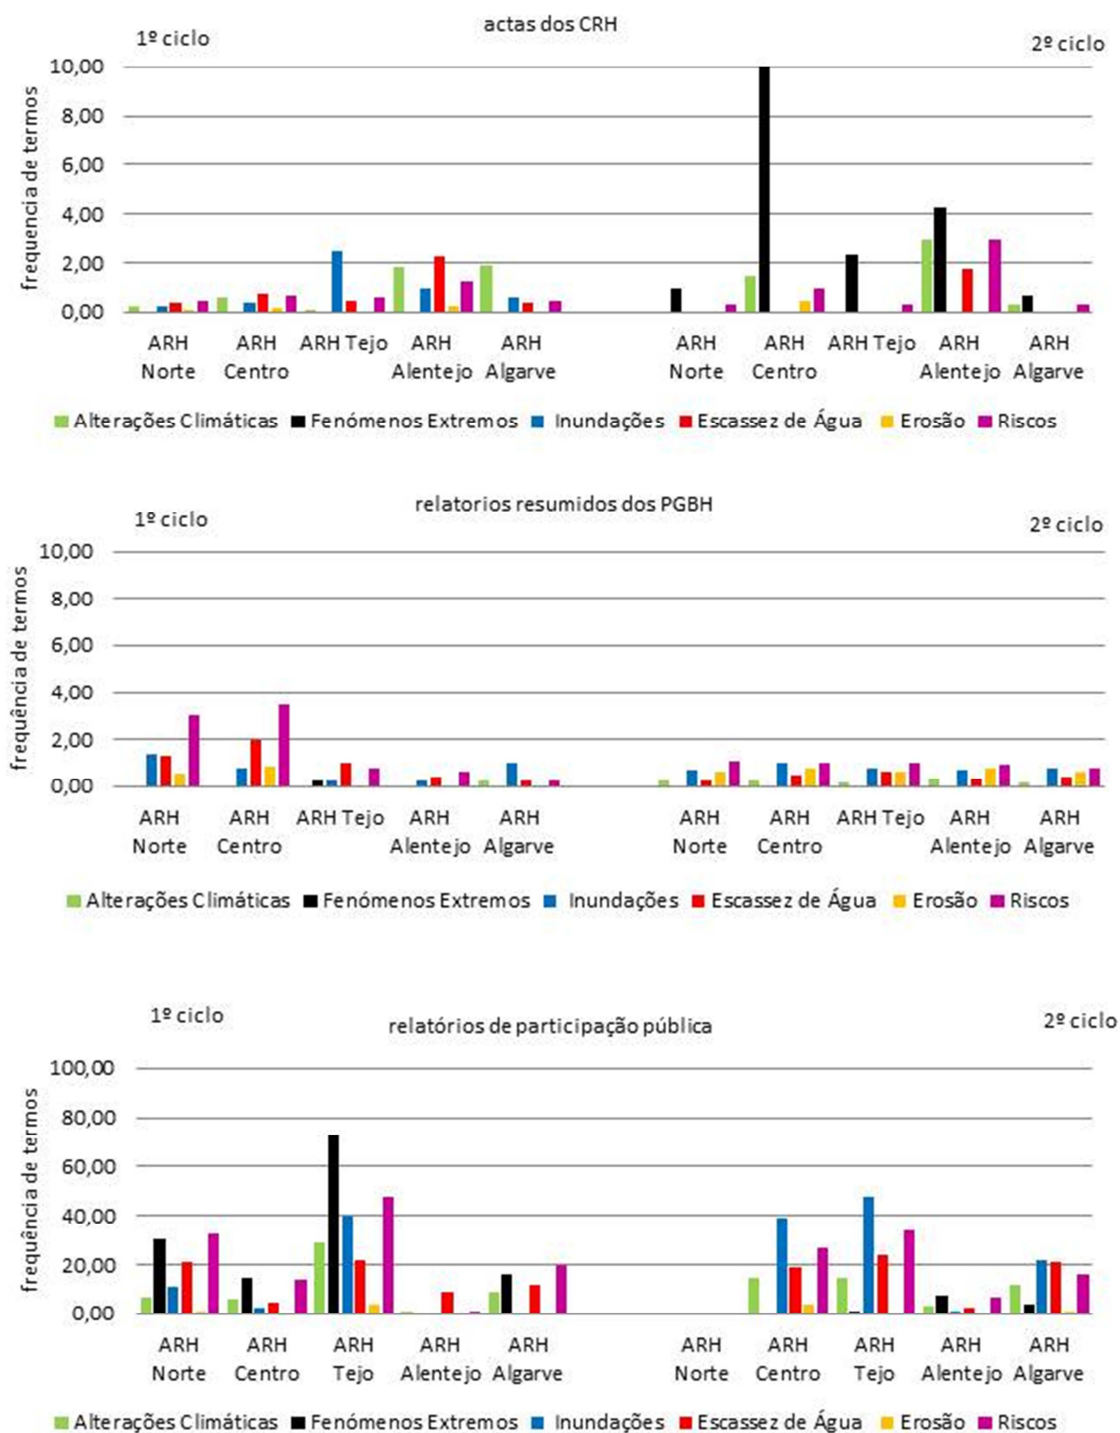 actas dos CRH
1º ciclo
2º ciclo
frequencia de termos
10,00
8,00
6,00
4,00
2,00
0,00
ARH Norte
ARH Centro
ARH Tejo
ARH Alentejo
ARH Algarve
ARH Norte
ARH Centro
ARH Tejo
ARH Alentejo
ARH Algarve
Alterações Climáticas Fenómenos Extremos Inundações Escassez de Água Erosão Riscos
relatorios resumidos dos PGBH
1º ciclo
2º ciclo
frequência de termos
10,00
8,00
6,00
4,00
2,00
0,00
ARH Norte
ARH Centro
ARH Tejo
ARH Alentejo
ARH Algarve
ARH Norte
ARH Centro
ARH Tejo
ARH Alentejo
ARH Algarve
Alterações Climáticas Fenómenos Extremos Inundações Escassez de Água Erosão Riscos
1º ciclo
relatórios de participação pública
2º ciclo
frequência de termos
100,00
80,00
60,00
40,00
20,00
0,00
ARH Norte
ARH Centro
ARH Tejo
ARH Alentejo
ARH Algarve
ARH Norte
ARH Centro
ARH Tejo
ARH Alentejo
ARH Algarve
Alterações Climáticas Fenómenos Extremos Inundações Escassez de Água Erosão Riscos